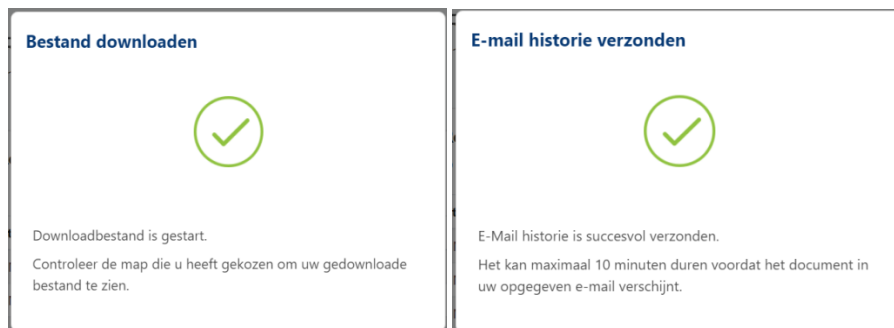 Bestand downloaden
Downloadbestand is gestart.
Controleer de map die u heeft gekozen om uw gedownloade
bestand te zien.
E-mail historie verzonden
E-Mail historie is succesvol verzonden.
Het kan maximaal 10 minuten duren voordat het document in
uw opgegeven e-mail verschijnt.